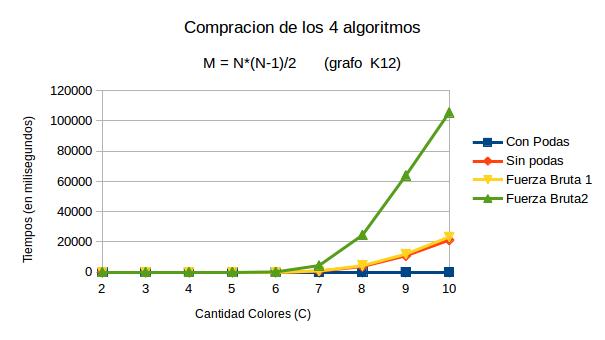 Compracion de los 4 algoritmos
M = N*(N-1)/2 (grafo K12)
120000
100000
80000
60000
40000
20000
0
Tiempos (en milisegundos)
2 3 4 5 6 7 8 9 10
Cantidad Colores (C)
Con Podas
Sin podas
Fuerza Bruta 1
Fuerza Bruta2